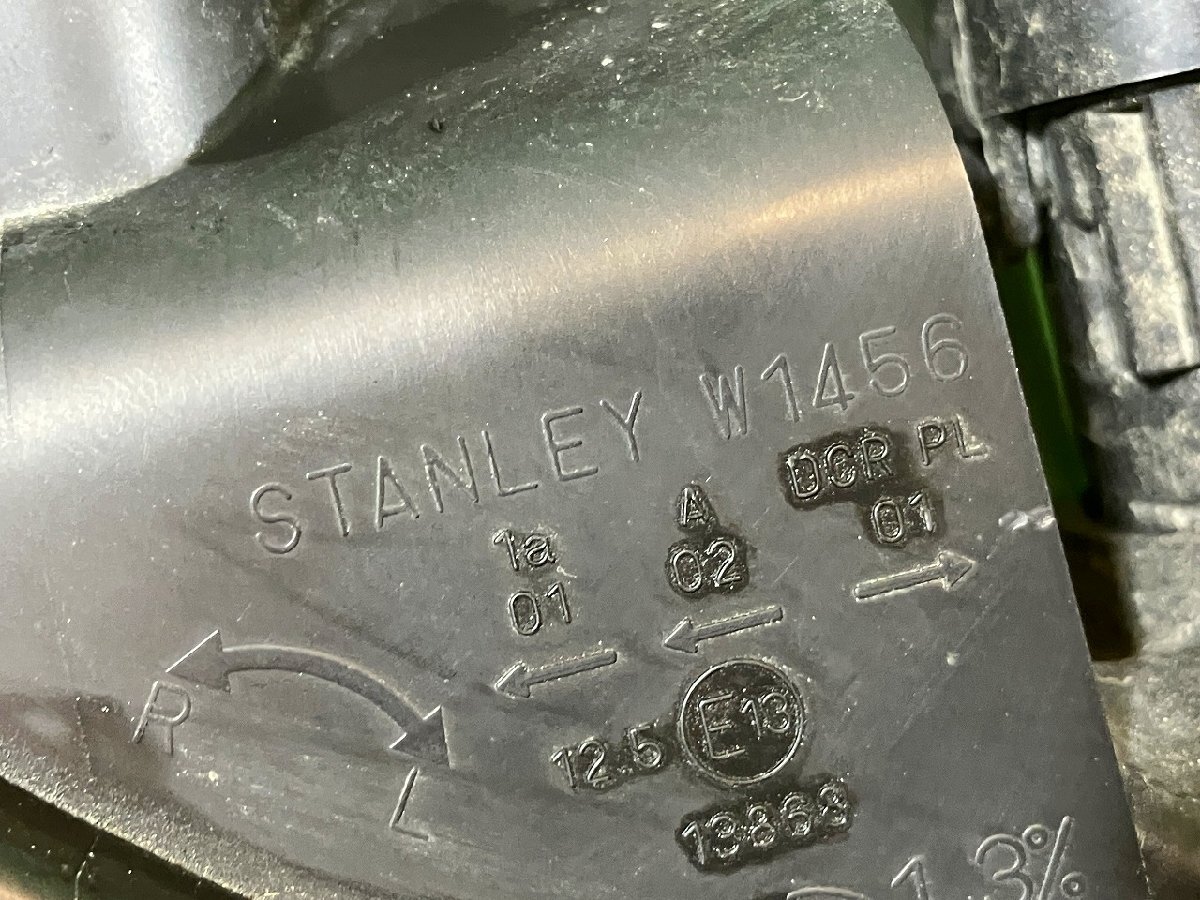 STANLEY W1456
1a A DCR PL
01 02 01
R
L
12.5 E13
13863
1.3%